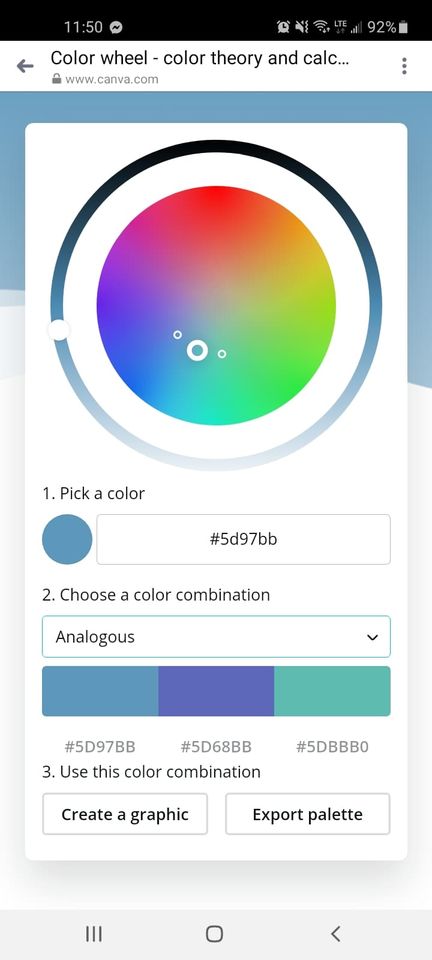 11:50
LTE
92%
Color wheel - color theory and calc...
www.canva.com
1. Pick a color
#5d97bb
2. Choose a color combination
Analogous
#5D97BB #5D68BB #5DBBB0
3. Use this color combination
Create a graphic Export palette